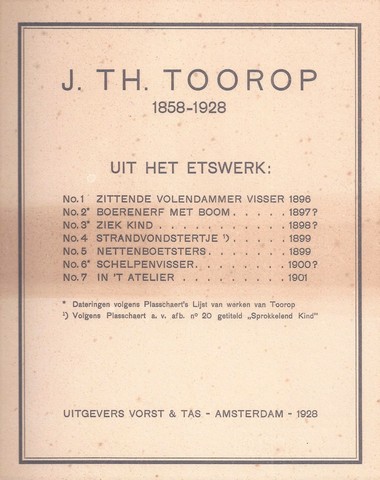 J. TH. TOOROP
1858-1928
UIT HET ETSWERK:
No.1 ZITTENDE VOLENDAMMER VISSER 1896
No.2* BOERENERF MET BOOM. . . . . . 1897?
No.3* ZIEK KIND . . . . . . . . . . . 1898?
No.4 STRANDVONDSTERTJE ¹) . . . . 1899
No.5 NETTENBOETSTERS. . . . . . . 1899
No.6* SCHELPENVISSER. . . . . . . . 1900?
No.7 IN 'T ATELIER . . . . . . . . . 1901
* Dateringen volgens Plasschaert's Lijst van werken van Toorop
¹) Volgens Plasschaert a. v. afb. nº 20 getiteld „Sprokkelend Kind”
UITGEVERS VORST & TAS - AMSTERDAM - 1928